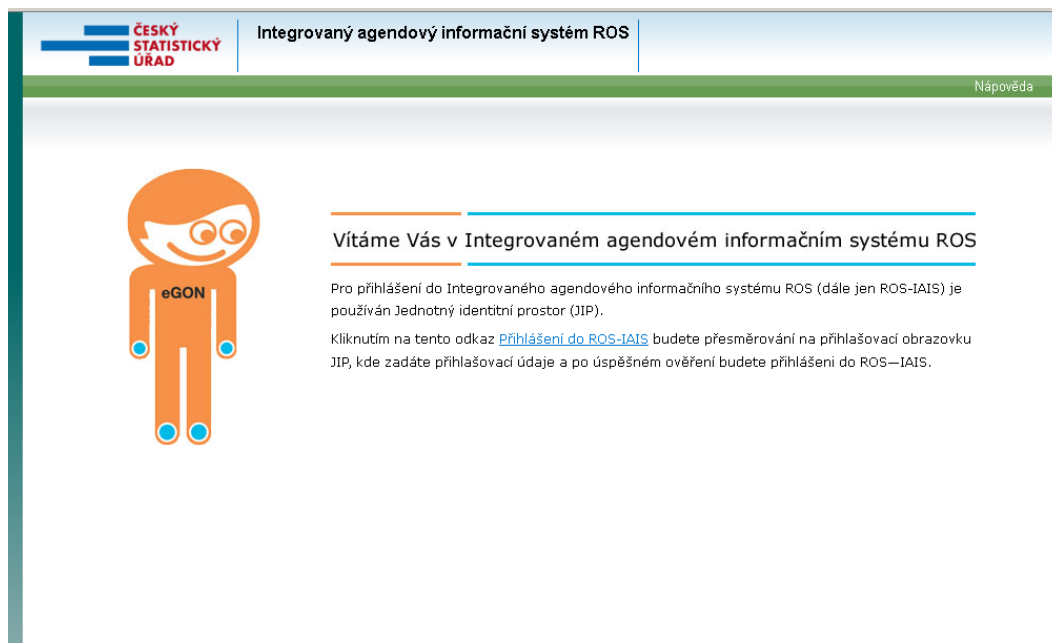 ČESKÝ
STATISTICKÝ
ÚŘAD
Integrovaný agendový informační systém ROS
Nápověda
eGON
Vítáme Vás v Integrovaném agendovém informačním systému ROS
Pro přihlášení do Integrovaného agendového informačního systému ROS (dále jen ROS-IAIS) je
používán Jednotný identitní prostor (JIP).
Kliknutím na tento odkaz Přihlášení do ROS-IAIS budete přesměrování na přihlašovací obrazovku
JIP, kde zadáte přihlašovací údaje a po úspěšném ověření budete přihlášeni do ROS—IAIS.